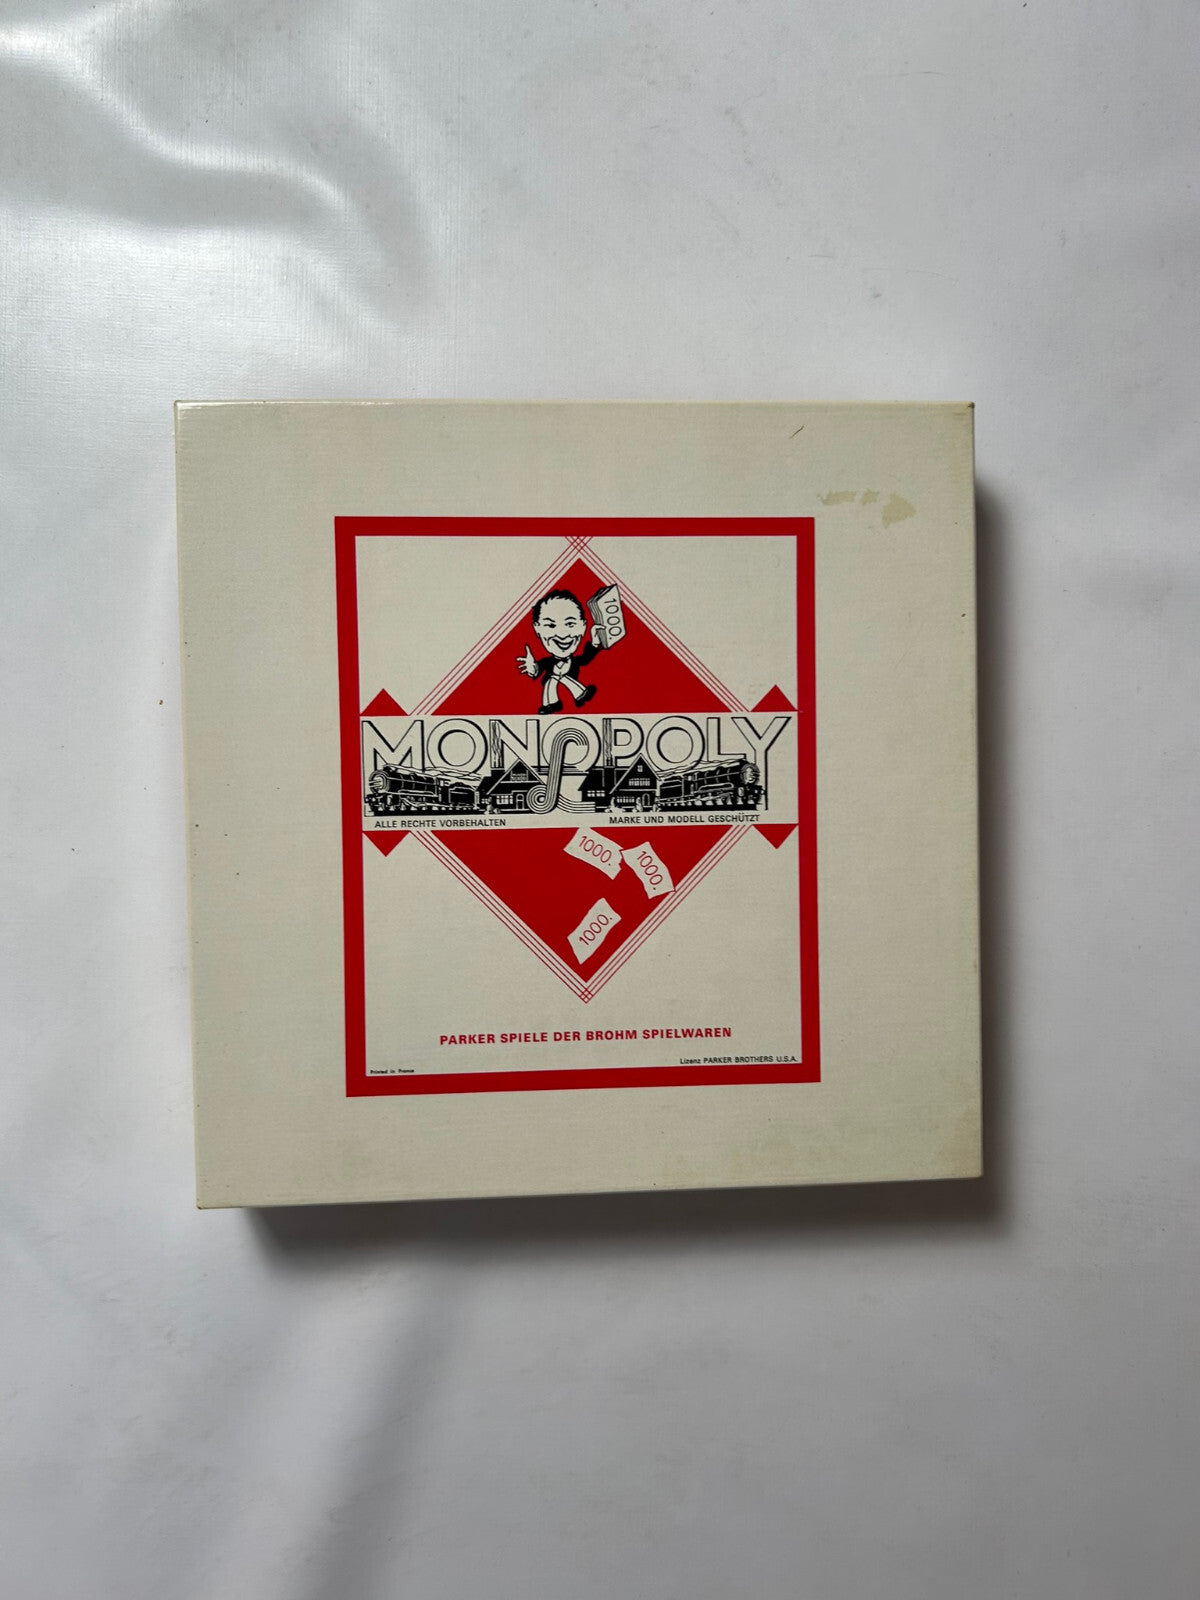 1000.
MONOPOLY
ALLE RECHTE VORBEHALTEN
MARKE UND MODELL GESCHÜTZT
1000.
1000.
1000.
PARKER SPIELE DER BROHM SPIELWAREN
Lizenz PARKER BROTHERS U.S.A.
Printed in France